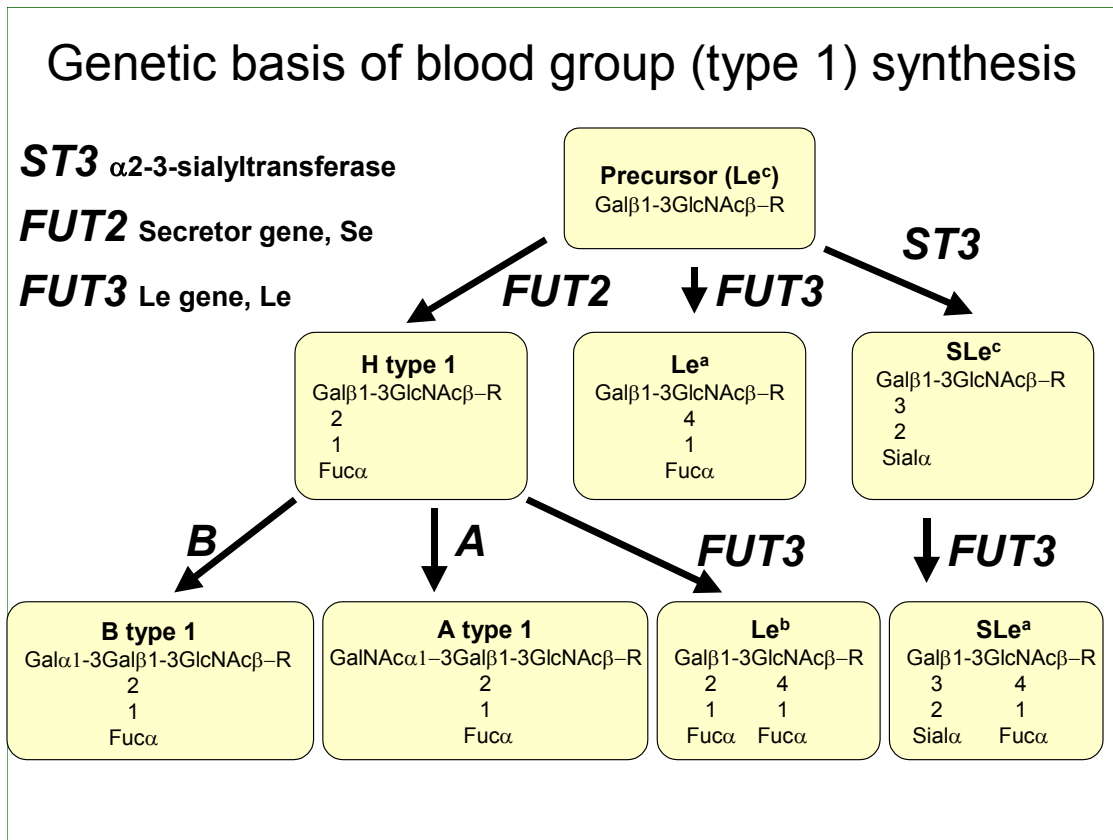 Genetic basis of blood group (type 1) synthesis
ST3 α2-3-sialyltransferase
FUT2 Secretor gene, Se
FUT3 Le gene, Le
Precursor (Leᶜ)
Galβ1-3GlcNAcβ–R
FUT2
FUT3
ST3
H type 1
Galβ1-3GlcNAcβ–R
2
1
Fucα
Leᵃ
Galβ1-3GlcNAcβ–R
4
1
Fucα
SLeᶜ
Galβ1-3GlcNAcβ–R
3
2
Sialα
B
A
FUT3
FUT3
B type 1
Galα1-3Galβ1-3GlcNAcβ–R
2
1
Fucα
A type 1
GalNAcα1–3Galβ1-3GlcNAcβ–R
2
1
Fucα
Leᵇ
Galβ1-3GlcNAcβ–R
2 4
1 1
Fucα Fucα
SLeᵃ
Galβ1-3GlcNAcβ–R
3 4
2 1
Sialα Fucα